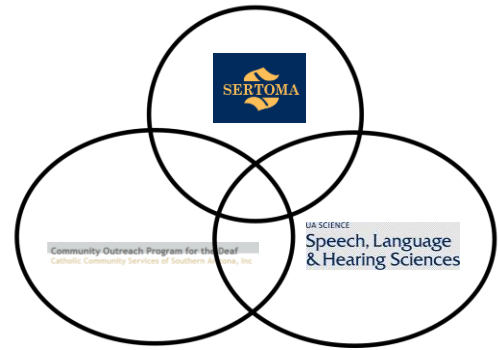 SERTOMA
Community Outreach Program for the Deaf
Catholic Community Services of Southern Arizona, Inc
UA SCIENCE
Speech, Language
& Hearing Sciences